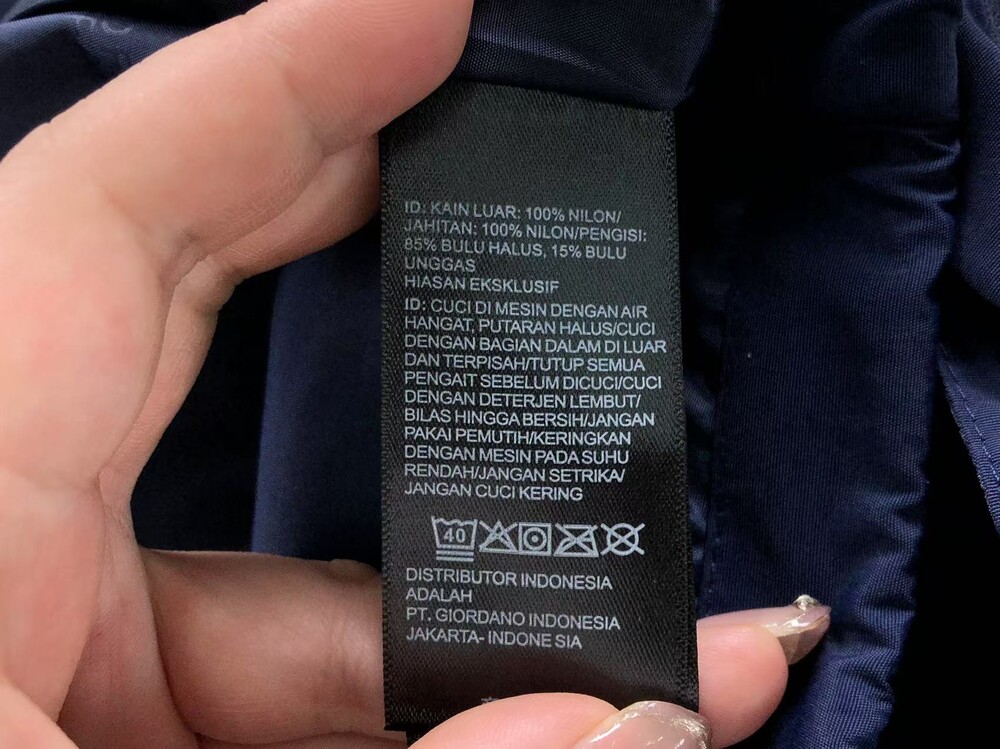 ID: KAIN LUAR: 100% NILON/
JAHITAN: 100% NILON/PENGISI:
85% BULU HALUS, 15% BULU
UNGGAS
HIASAN EKSKLUSIF
ID: CUCI DI MESIN DENGAN AIR
HANGAT, PUTARAN HALUS/CUCI
DENGAN BAGIAN DALAM DI LUAR
DAN TERPISAH/TUTUP SEMUA
PENGAIT SEBELUM DICUCI/CUCI
DENGAN DETERJEN LEMBUT/
BILAS HINGGA BERSIH/JANGAN
PAKAI PEMUTIH/KERINGKAN
DENGAN MESIN PADA SUHU
RENDAH/JANGAN SETRIKA/
JANGAN CUCI KERING
40
DISTRIBUTOR INDONESIA
ADALAH
PT. GIORDANO INDONESIA
JAKARTA- INDONE SIA